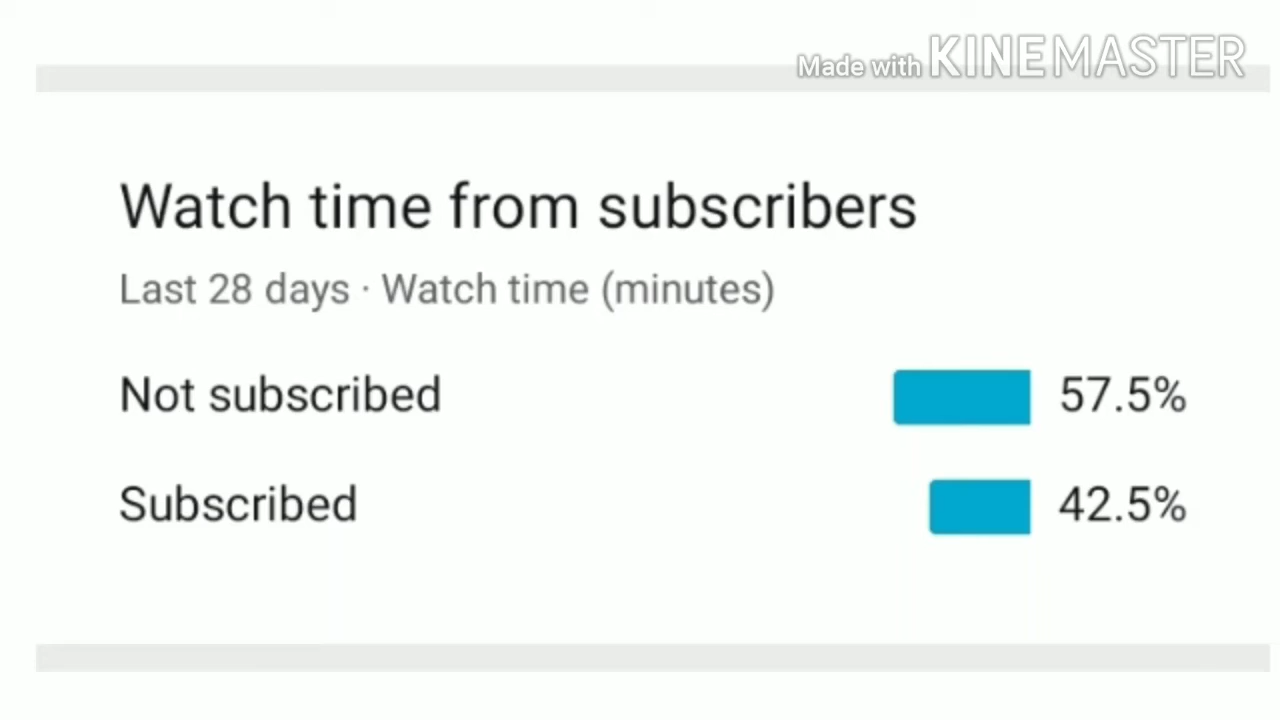 Made with KINEMASTER
Watch time from subscribers
Last 28 days · Watch time (minutes)
Not subscribed 57.5%
Subscribed 42.5%